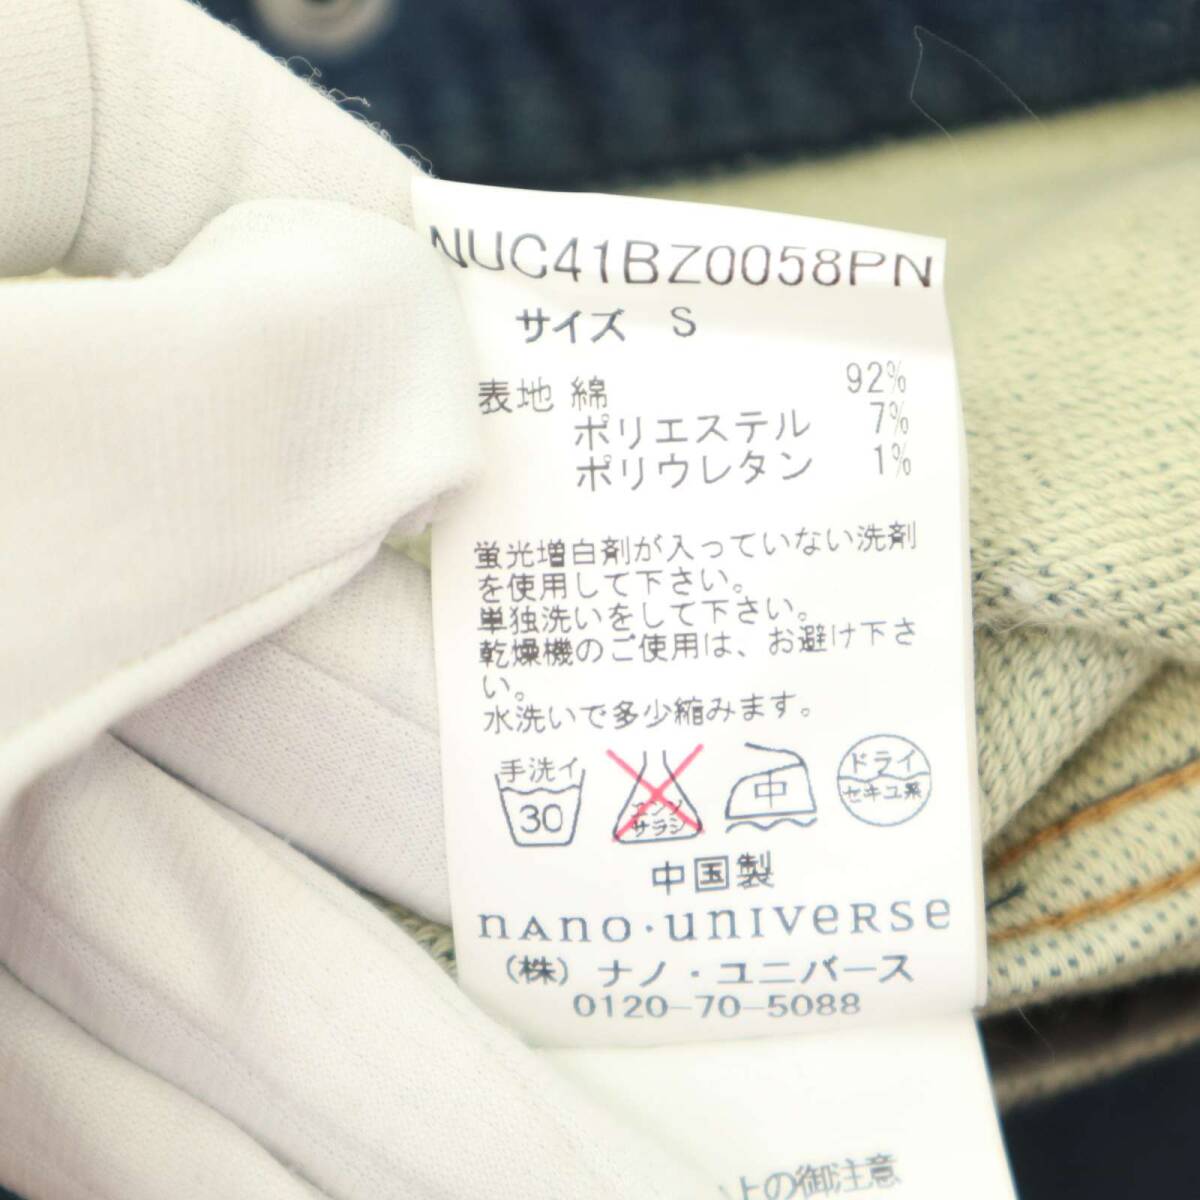 NUC41BZ0058PN
サイズ S
表地 綿 92%
ポリエステル 7%
ポリウレタン 1%
蛍光増白剤が入っていない洗剤
を使用して下さい。
単独洗いをして下さい。
乾燥機のご使用は、お避け下さ
い。
水洗いで多少縮みます。
手洗イ
30
エンソ
サラシ
中
ドライ
セキユ系
中国製
nano・universe
(株) ナノ・ユニバース
0120-70-5088
上の御注意